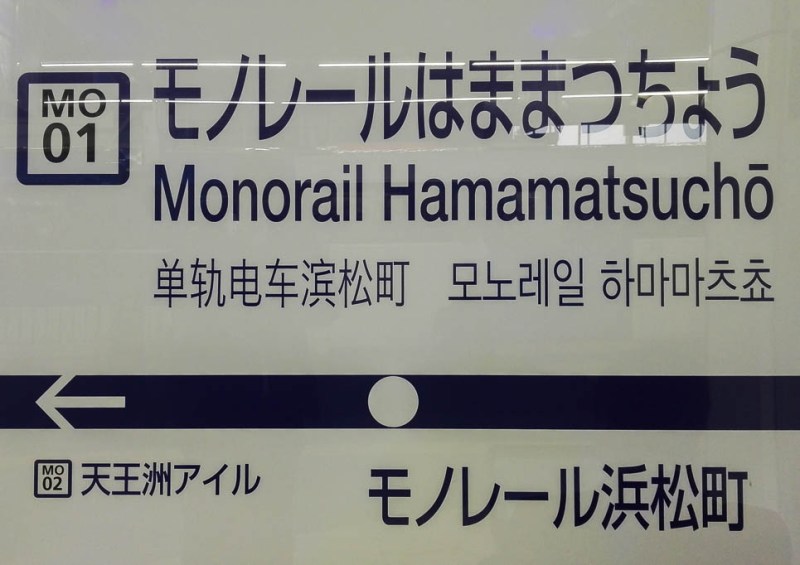 MO
01
モノレールはままつちょう
Monorail Hamamatsuchō
单轨电车滨松町 모노레일 하마마츠쵸
MO
02
天王洲アイル
モノレール浜松町